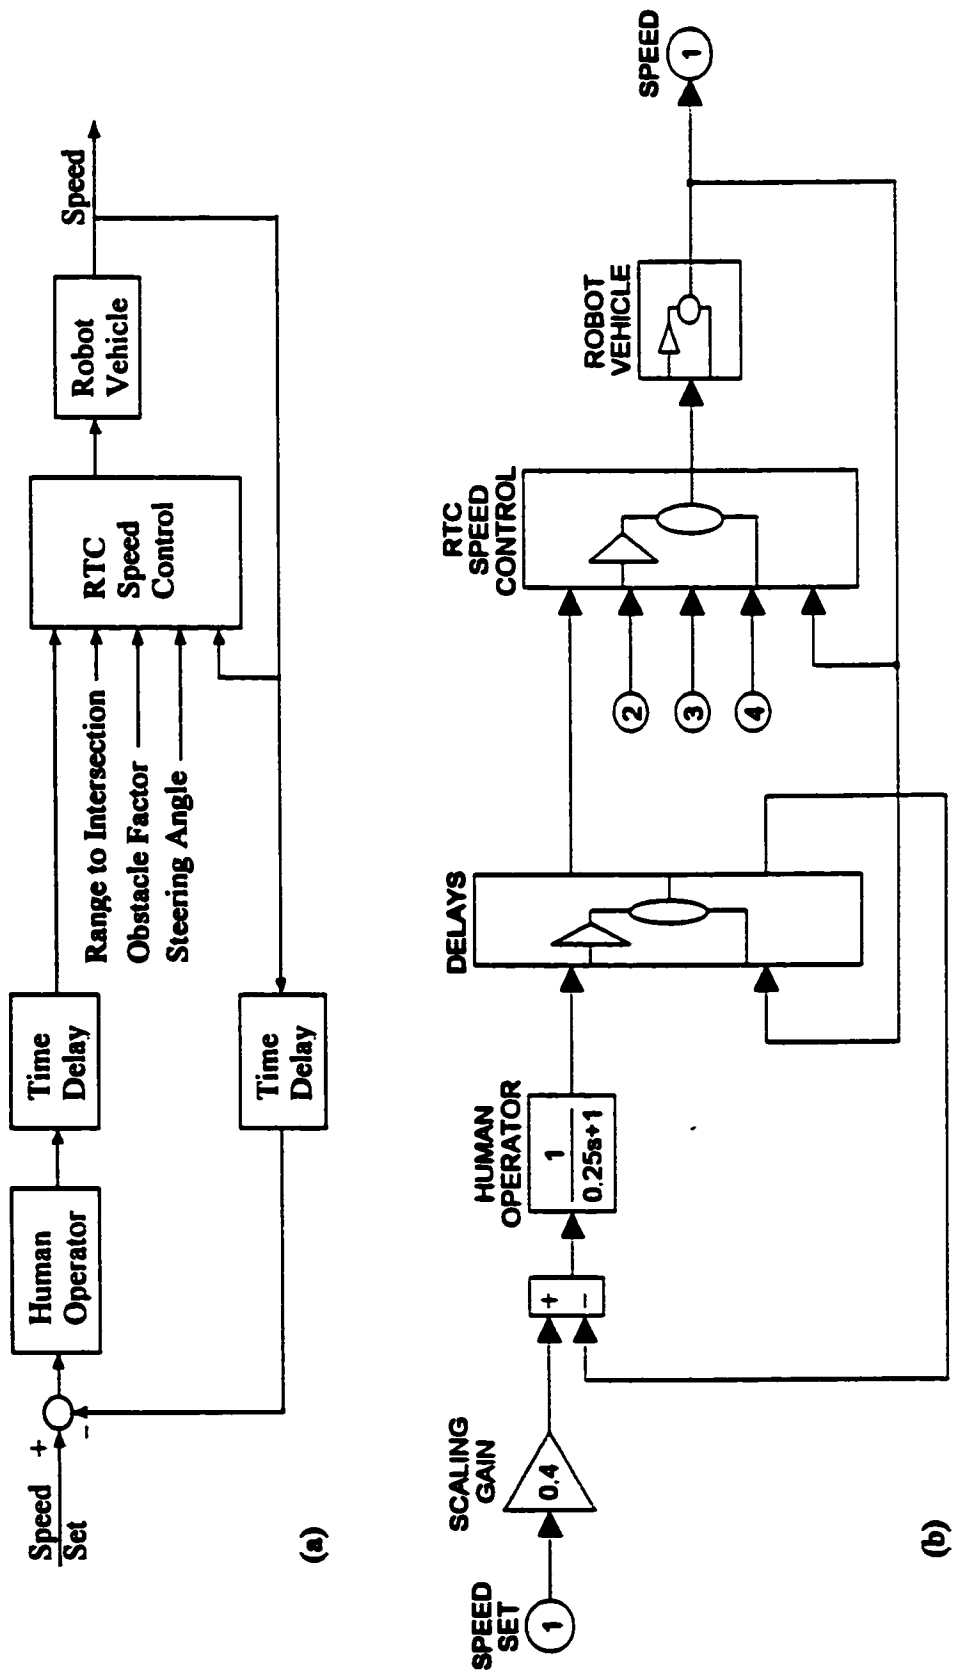 Speed
Set
+
-
Human
Operator
Time
Delay
Range to Intersection
Obstacle Factor
Steering Angle
RTC
Speed
Control
Robot
Vehicle
Speed
Time
Delay
(a)
SPEED
SET
1
SCALING
GAIN
0.4
+
-
HUMAN
OPERATOR
1
0.25s+1
DELAYS
2
3
4
RTC
SPEED
CONTROL
ROBOT
VEHICLE
SPEED
1
(b)